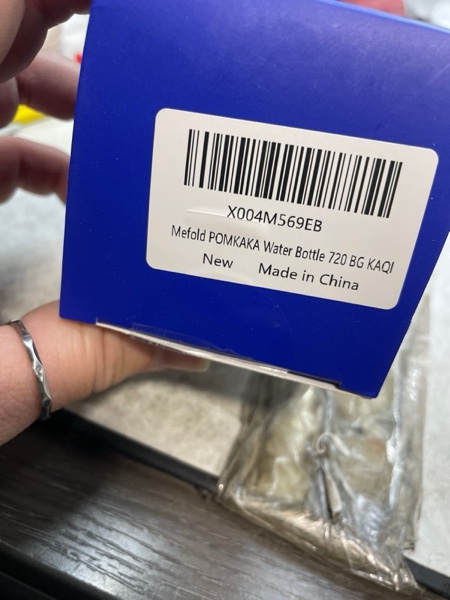 X004M569EB
Mefold POMKAKA Water Bottle 720 BG KAQI
New Made in China